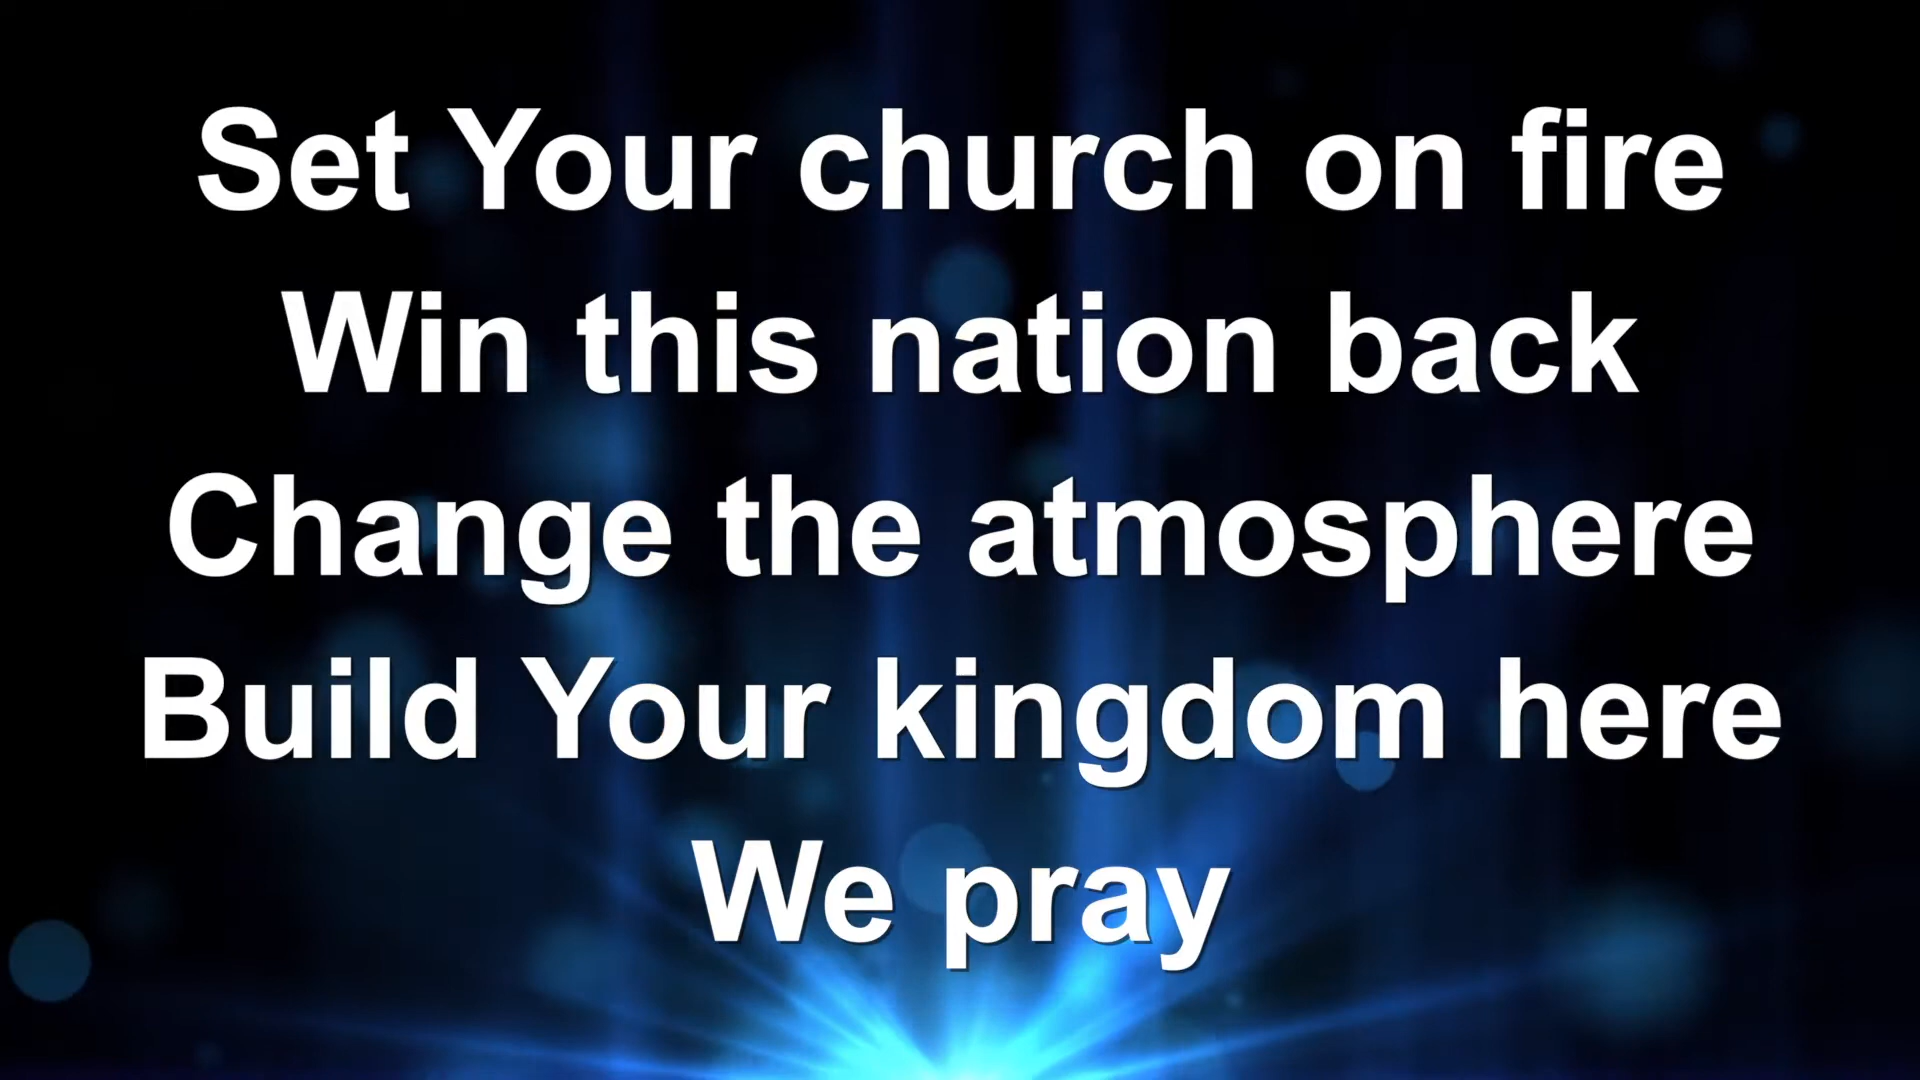 Set Your church on fire
Win this nation back
Change the atmosphere
Build Your kingdom here
We pray